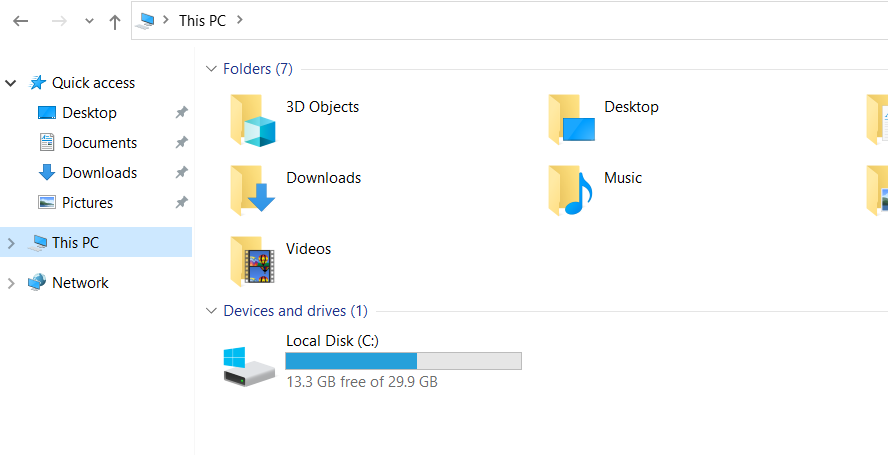 This PC
Quick access
Desktop
Documents
Downloads
Pictures
This PC
Network
Folders (7)
3D Objects
Desktop
Downloads
Music
Videos
Devices and drives (1)
Local Disk (C:)
13.3 GB free of 29.9 GB